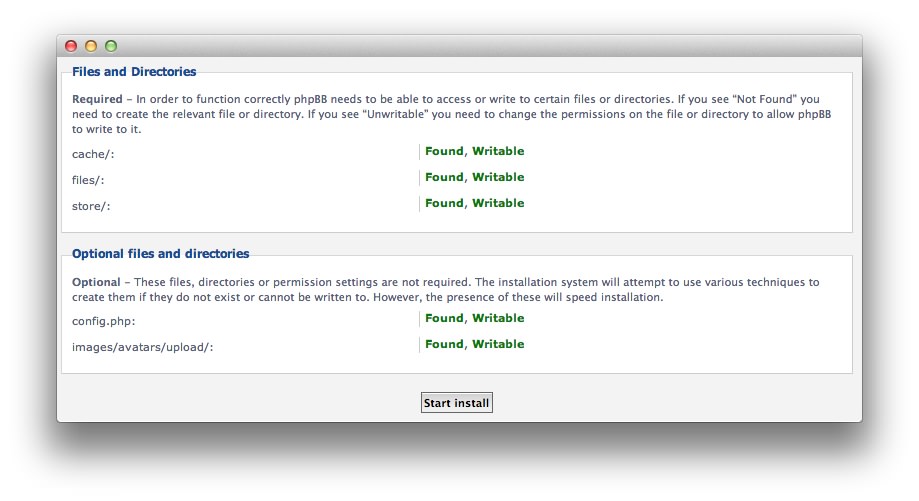 Files and Directories
Required – In order to function correctly phpBB needs to be able to access or write to certain files or directories. If you see “Not Found” you
need to create the relevant file or directory. If you see “Unwritable” you need to change the permissions on the file or directory to allow phpBB
to write to it.
cache/: Found, Writable
files/: Found, Writable
store/: Found, Writable
Optional files and directories
Optional – These files, directories or permission settings are not required. The installation system will attempt to use various techniques to
create them if they do not exist or cannot be written to. However, the presence of these will speed installation.
config.php: Found, Writable
images/avatars/upload/: Found, Writable
Start install